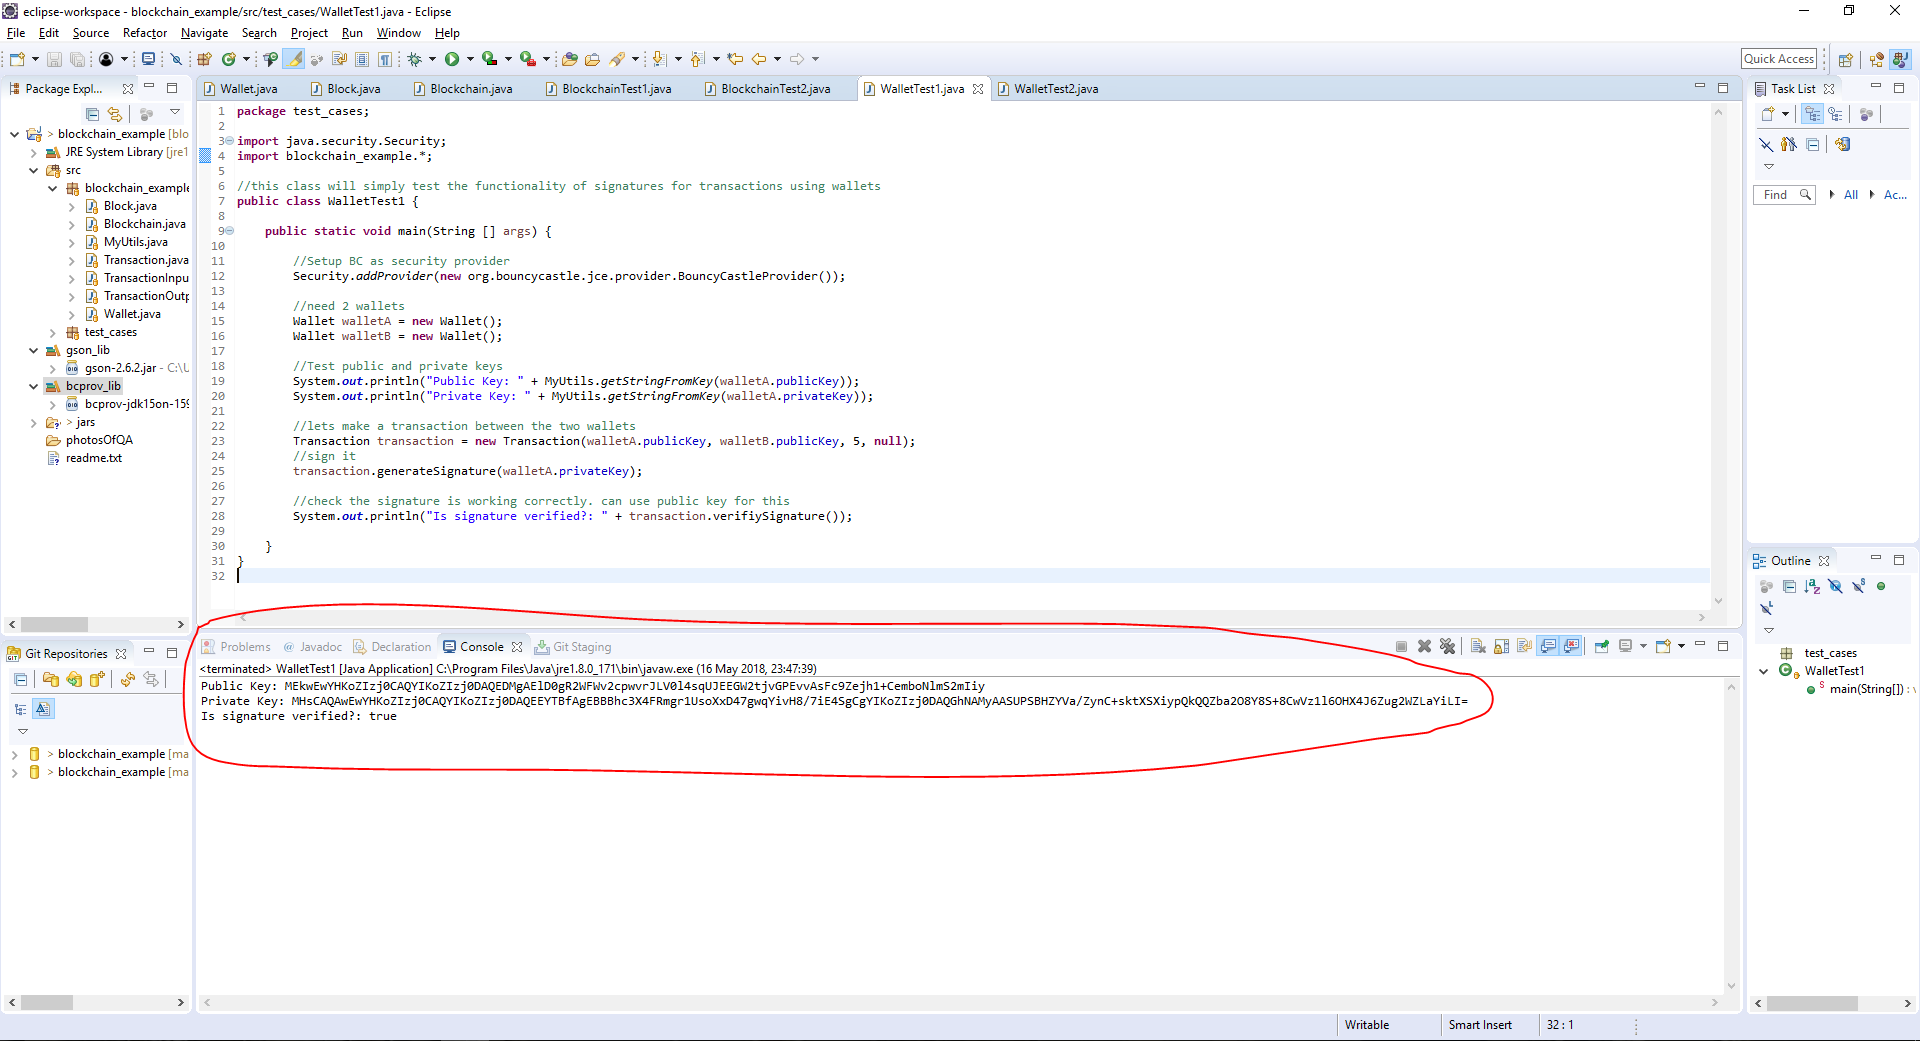 eclipse-workspace - blockchain_example/src/test_cases/WalletTest1.java - Eclipse
File Edit Source Refactor Navigate Search Project Run Window Help
Quick Access
Package Expl...
blockchain_example [blo
JRE System Library [jre1
src
blockchain_example
Block.java
Blockchain.java
MyUtils.java
Transaction.java
TransactionInpu
TransactionOutp
Wallet.java
test_cases
gson_lib
gson-2.6.2.jar - C:\U
bcprov_lib
bcprov-jdk15on-159
> jars
photosOfQA
readme.txt
Git Repositories
> blockchain_example [ma
> blockchain_example [ma
Wallet.java Block.java Blockchain.java BlockchainTest1.java BlockchainTest2.java WalletTest1.java WalletTest2.java
1 package test_cases;
2
3 import java.security.Security;
4 import blockchain_example.*;
5
6 //this class will simply test the functionality of signatures for transactions using wallets
7 public class WalletTest1 {
8
9 public static void main(String [] args) {
10
11 //Setup BC as security provider
12 Security.addProvider(new org.bouncycastle.jce.provider.BouncyCastleProvider());
13
14 //need 2 wallets
15 Wallet walletA = new Wallet();
16 Wallet walletB = new Wallet();
17
18 //Test public and private keys
19 System.out.println("Public Key: " + MyUtils.getStringFromKey(walletA.publicKey));
20 System.out.println("Private Key: " + MyUtils.getStringFromKey(walletA.privateKey));
21
22 //lets make a transaction between the two wallets
23 Transaction transaction = new Transaction(walletA.publicKey, walletB.publicKey, 5, null);
24 //sign it
25 transaction.generateSignature(walletA.privateKey);
26
27 //check the signature is working correctly. can use public key for this
28 System.out.println("Is signature verified?: " + transaction.verifiySignature());
29
30 }
31 }
32
Problems @ Javadoc Declaration Console Git Staging
<terminated> WalletTest1 [Java Application] C:\Program Files\Java\jre1.8.0_171\bin\javaw.exe (16 May 2018, 23:47:39)
Public Key: MEkwEwYHKoZIzj0CAQYIKoZIzj0DAQEDMgAElD0gR2WFWv2cpwvrJLV0l4sqUJEEGW2tjvGPEvvAsFc9Zejh1+CemboNlmS2mIiy
Private Key: MHsCAQAwEwYHKoZIzj0CAQYIKoZIzj0DAQEEYTBfAgEBBBhc3X4FRmgr1UsoXxD47gwqYivH8/7iE4SgCgYIKoZIzj0DAQGhNAMyAASUPSBHZYVa/ZynC+sktXSXiypQkQQZba2O8Y8S+8CwVz1l6OHX4J6Zug2WZLaYiLI=
Is signature verified?: true
Task List
Find All Ac...
Outline
test_cases
WalletTest1
main(String[]) : v
Writable Smart Insert 32 : 1